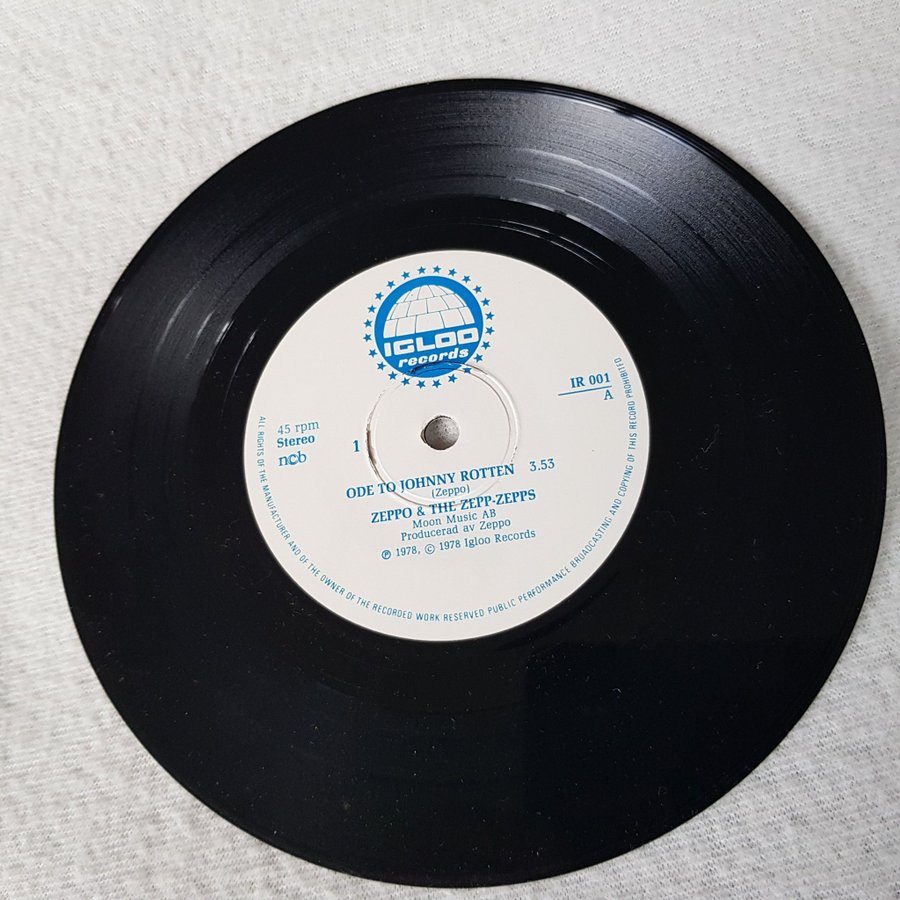 IGLOO
records
IR 001
A
45 rpm
Stereo
ncb
1
ODE TO JOHNNY ROTTEN 3.53
(Zeppo)
ZEPPO & THE ZEPP-ZEPPS
Moon Music AB
Producerad av Zeppo
℗ 1978, © 1978 Igloo Records
ALL RIGHTS OF THE MANUFACTURER AND OF THE OWNER OF THE RECORDED WORK RESERVED PUBLIC PERFORMANCE BROADCASTING AND COPYING OF THIS RECORD PROHIBITED